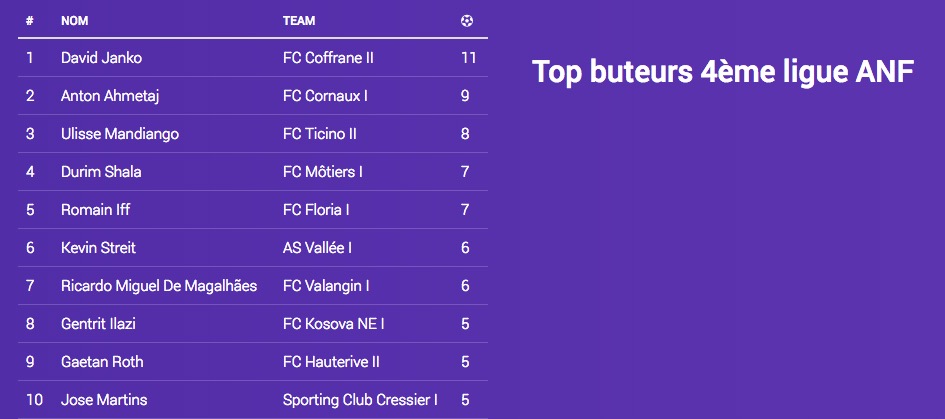 # NOM TEAM ⚽
1 David Janko FC Coffrane II 11
2 Anton Ahmetaj FC Cornaux I 9
3 Ulisse Mandiango FC Ticino II 8
4 Durim Shala FC Môtiers I 7
5 Romain Iff FC Floria I 7
6 Kevin Streit AS Vallée I 6
7 Ricardo Miguel De Magalhães FC Valangin I 6
8 Gentrit Ilazi FC Kosova NE I 5
9 Gaetan Roth FC Hauterive II 5
10 Jose Martins Sporting Club Cressier I 5
Top buteurs 4ème ligue ANF